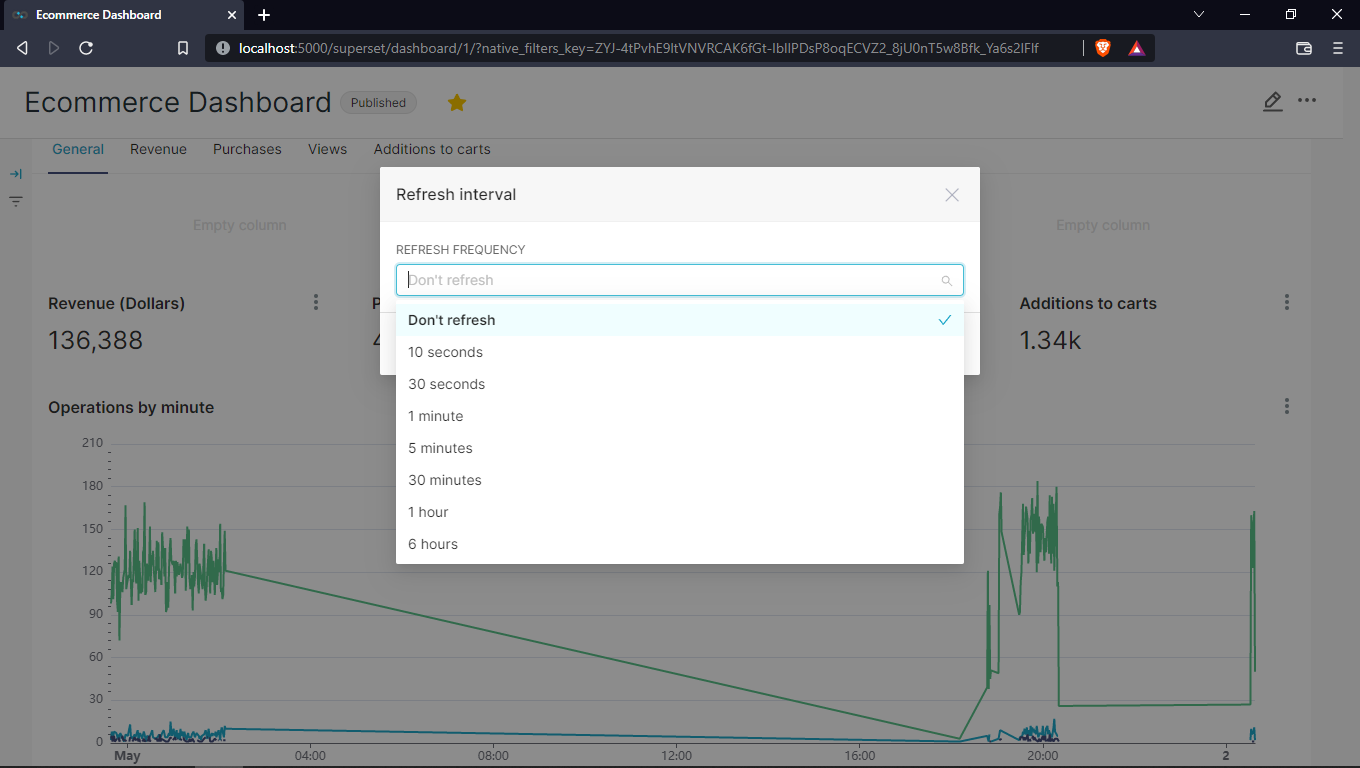 Ecommerce Dashboard
localhost:5000/superset/dashboard/1/?native_filters_key=ZYJ-4tPvhE9ItVNVRCAK6fGt-IbIlPDsP8oqECVZ2_8jU0nT5w8Bfk_Ya6s2lFlf
Ecommerce Dashboard Published
General Revenue Purchases Views Additions to carts
Refresh interval
Empty column Empty column
REFRESH FREQUENCY
Don't refresh
Revenue (Dollars) P Additions to carts
136,388 4 1.34k
Don't refresh
10 seconds
30 seconds
1 minute
5 minutes
30 minutes
1 hour
6 hours
Operations by minute
210
180
150
120
90
60
30
0
May 04:00 08:00 12:00 16:00 20:00 2